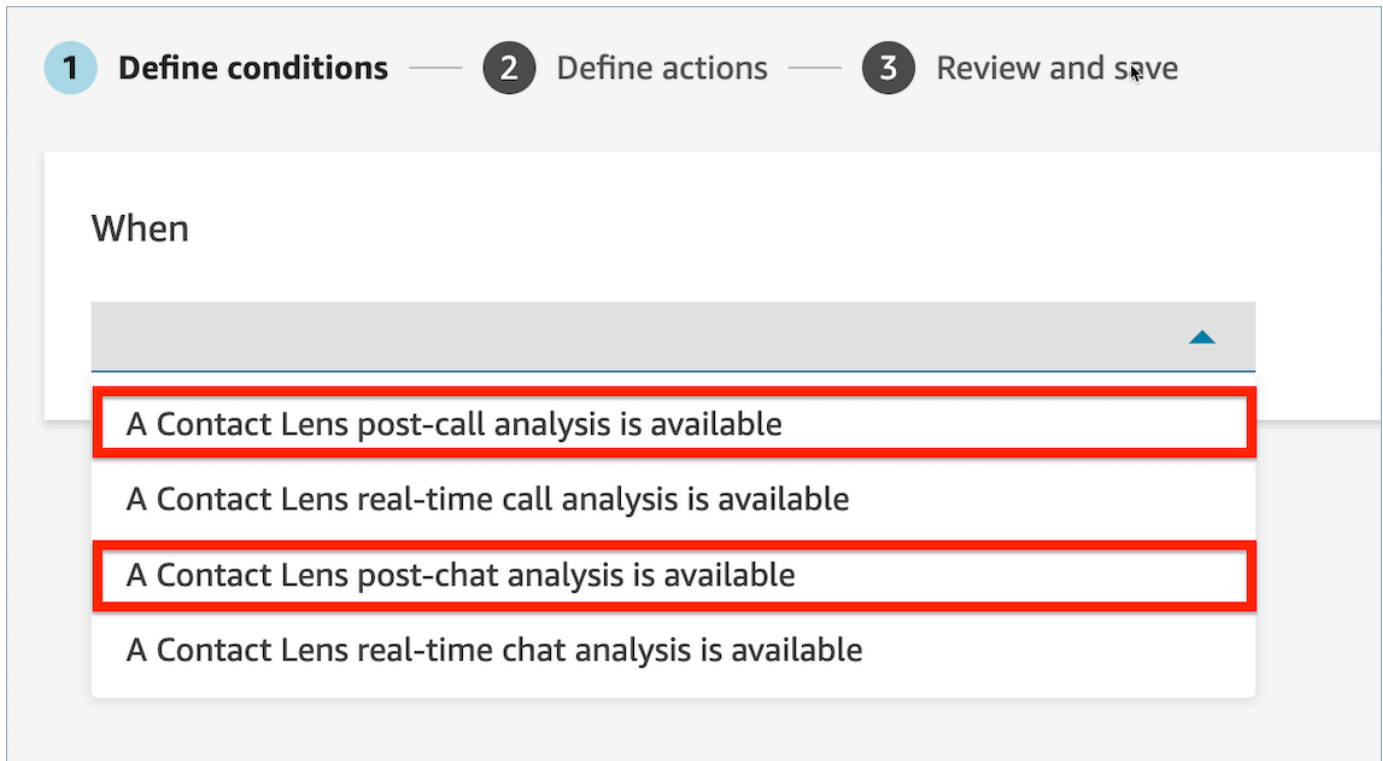 1 Define conditions 2 Define actions 3 Review and save
When
A Contact Lens post-call analysis is available
A Contact Lens real-time call analysis is available
A Contact Lens post-chat analysis is available
A Contact Lens real-time chat analysis is available